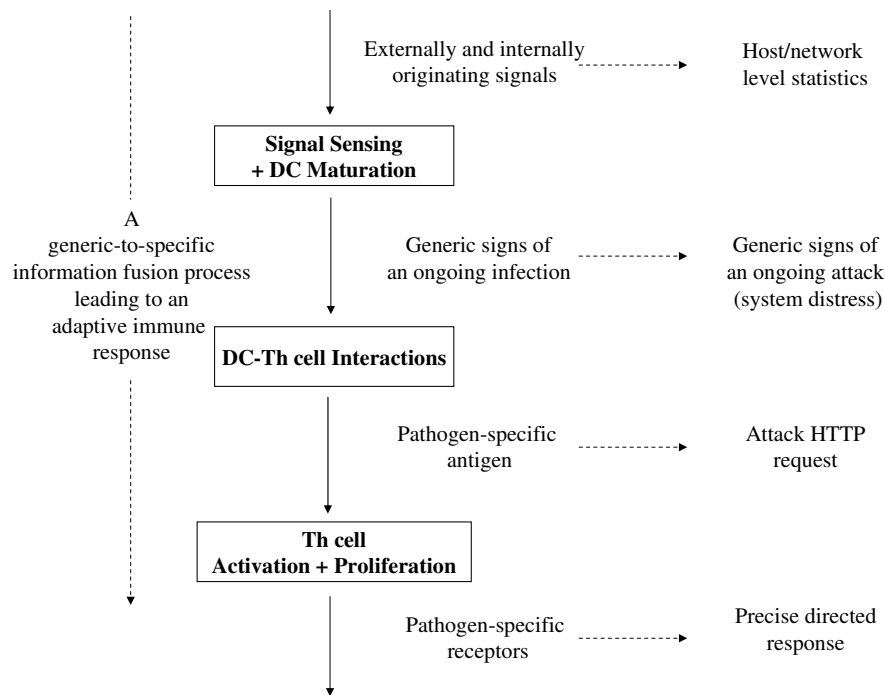 Externally and internally
originating signals
Host/network
level statistics
Signal Sensing
+ DC Maturation
A
generic-to-specific
information fusion process
leading to an
adaptive immune
response
Generic signs of
an ongoing infection
Generic signs of
an ongoing attack
(system distress)
DC-Th cell Interactions
Pathogen-specific
antigen
Attack HTTP
request
Th cell
Activation + Proliferation
Pathogen-specific
receptors
Precise directed
response